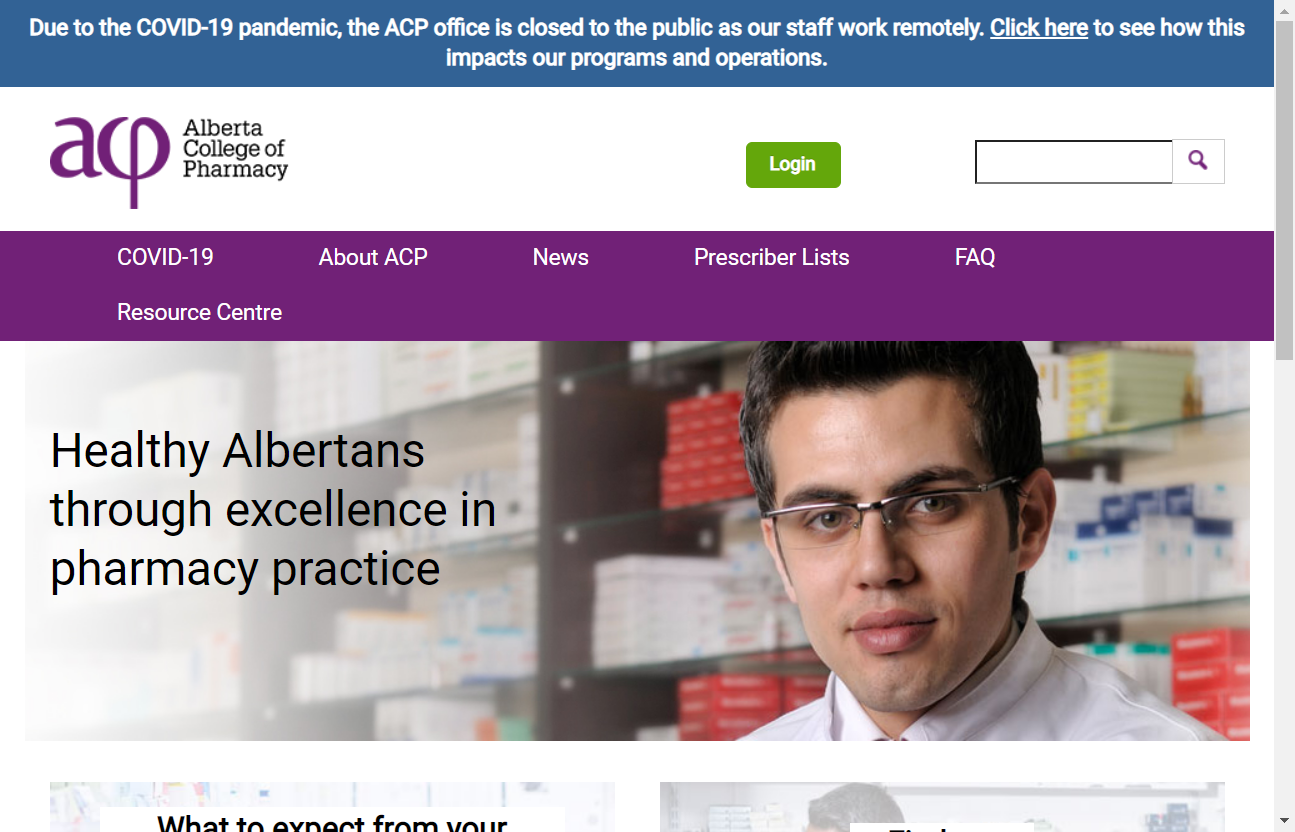 Due to the COVID-19 pandemic, the ACP office is closed to the public as our staff work remotely. Click here to see how this
impacts our programs and operations.
acp
Alberta
College of
Pharmacy
Login
COVID-19
About ACP
News
Prescriber Lists
FAQ
Resource Centre
Healthy Albertans
through excellence in
pharmacy practice
What to expect from your